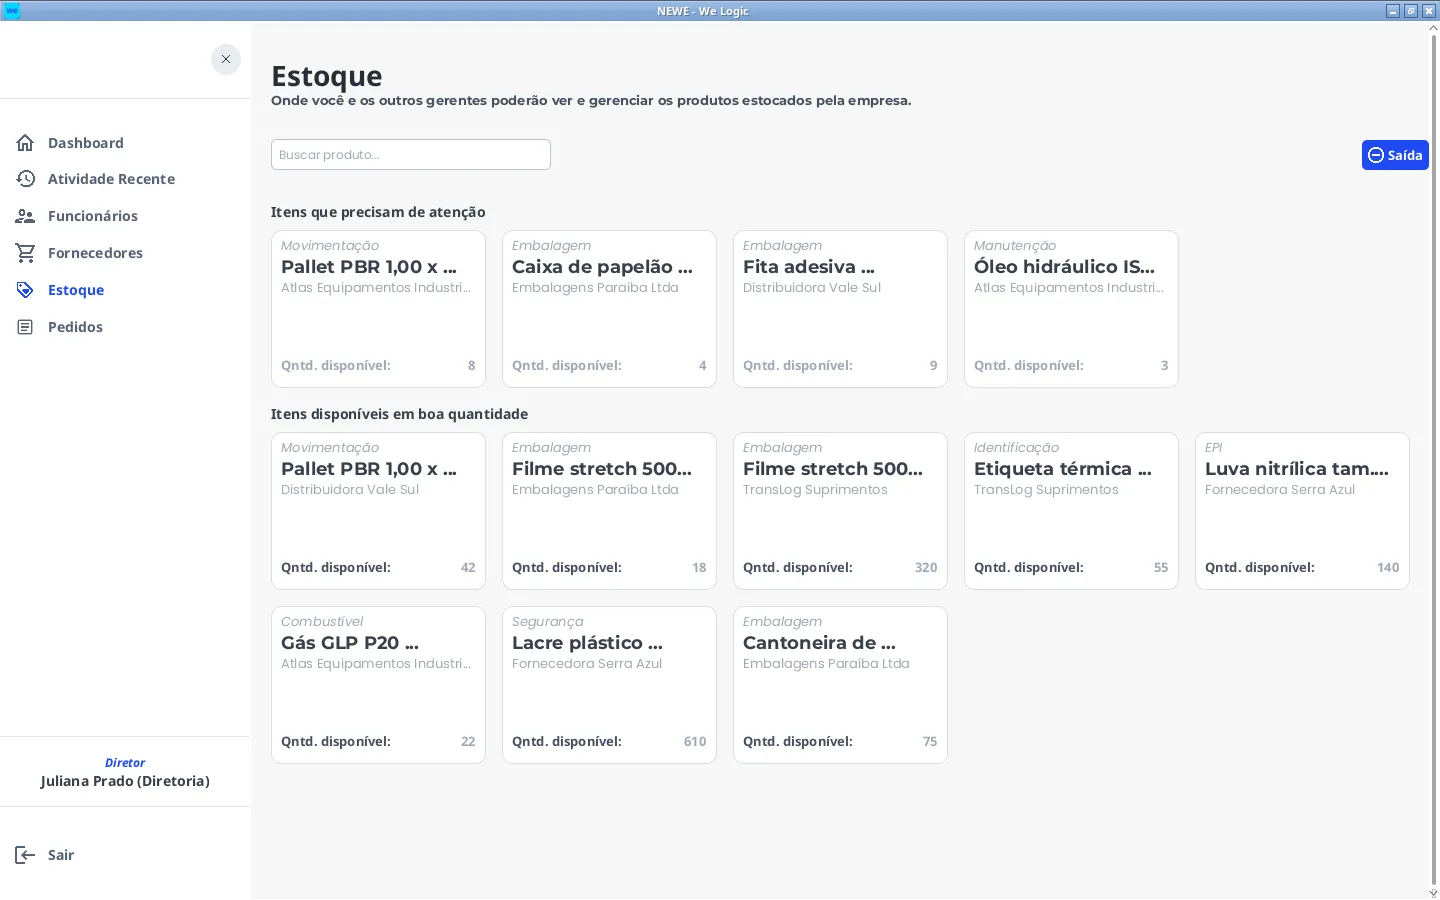 we
NEWE - We Logic
Dashboard
Atividade Recente
Funcionários
Fornecedores
Estoque
Pedidos
Diretor
Juliana Prado (Diretoria)
Sair
Estoque
Onde você e os outros gerentes poderão ver e gerenciar os produtos estocados pela empresa.
Buscar produto...
Saída
Itens que precisam de atenção
Movimentação
Pallet PBR 1,00 x ...
Atlas Equipamentos Industri...
Qntd. disponível: 8
Embalagem
Caixa de papelão ...
Embalagens Paraíba Ltda
Qntd. disponível: 4
Embalagem
Fita adesiva ...
Distribuidora Vale Sul
Qntd. disponível: 9
Manutenção
Óleo hidráulico IS...
Atlas Equipamentos Industri...
Qntd. disponível: 3
Itens disponíveis em boa quantidade
Movimentação
Pallet PBR 1,00 x ...
Distribuidora Vale Sul
Qntd. disponível: 42
Embalagem
Filme stretch 500...
Embalagens Paraíba Ltda
Qntd. disponível: 18
Embalagem
Filme stretch 500...
TransLog Suprimentos
Qntd. disponível: 320
Identificação
Etiqueta térmica ...
TransLog Suprimentos
Qntd. disponível: 55
EPI
Luva nitrílica tam....
Fornecedora Serra Azul
Qntd. disponível: 140
Combustível
Gás GLP P20 ...
Atlas Equipamentos Industri...
Qntd. disponível: 22
Segurança
Lacre plástico ...
Fornecedora Serra Azul
Qntd. disponível: 610
Embalagem
Cantoneira de ...
Embalagens Paraíba Ltda
Qntd. disponível: 75